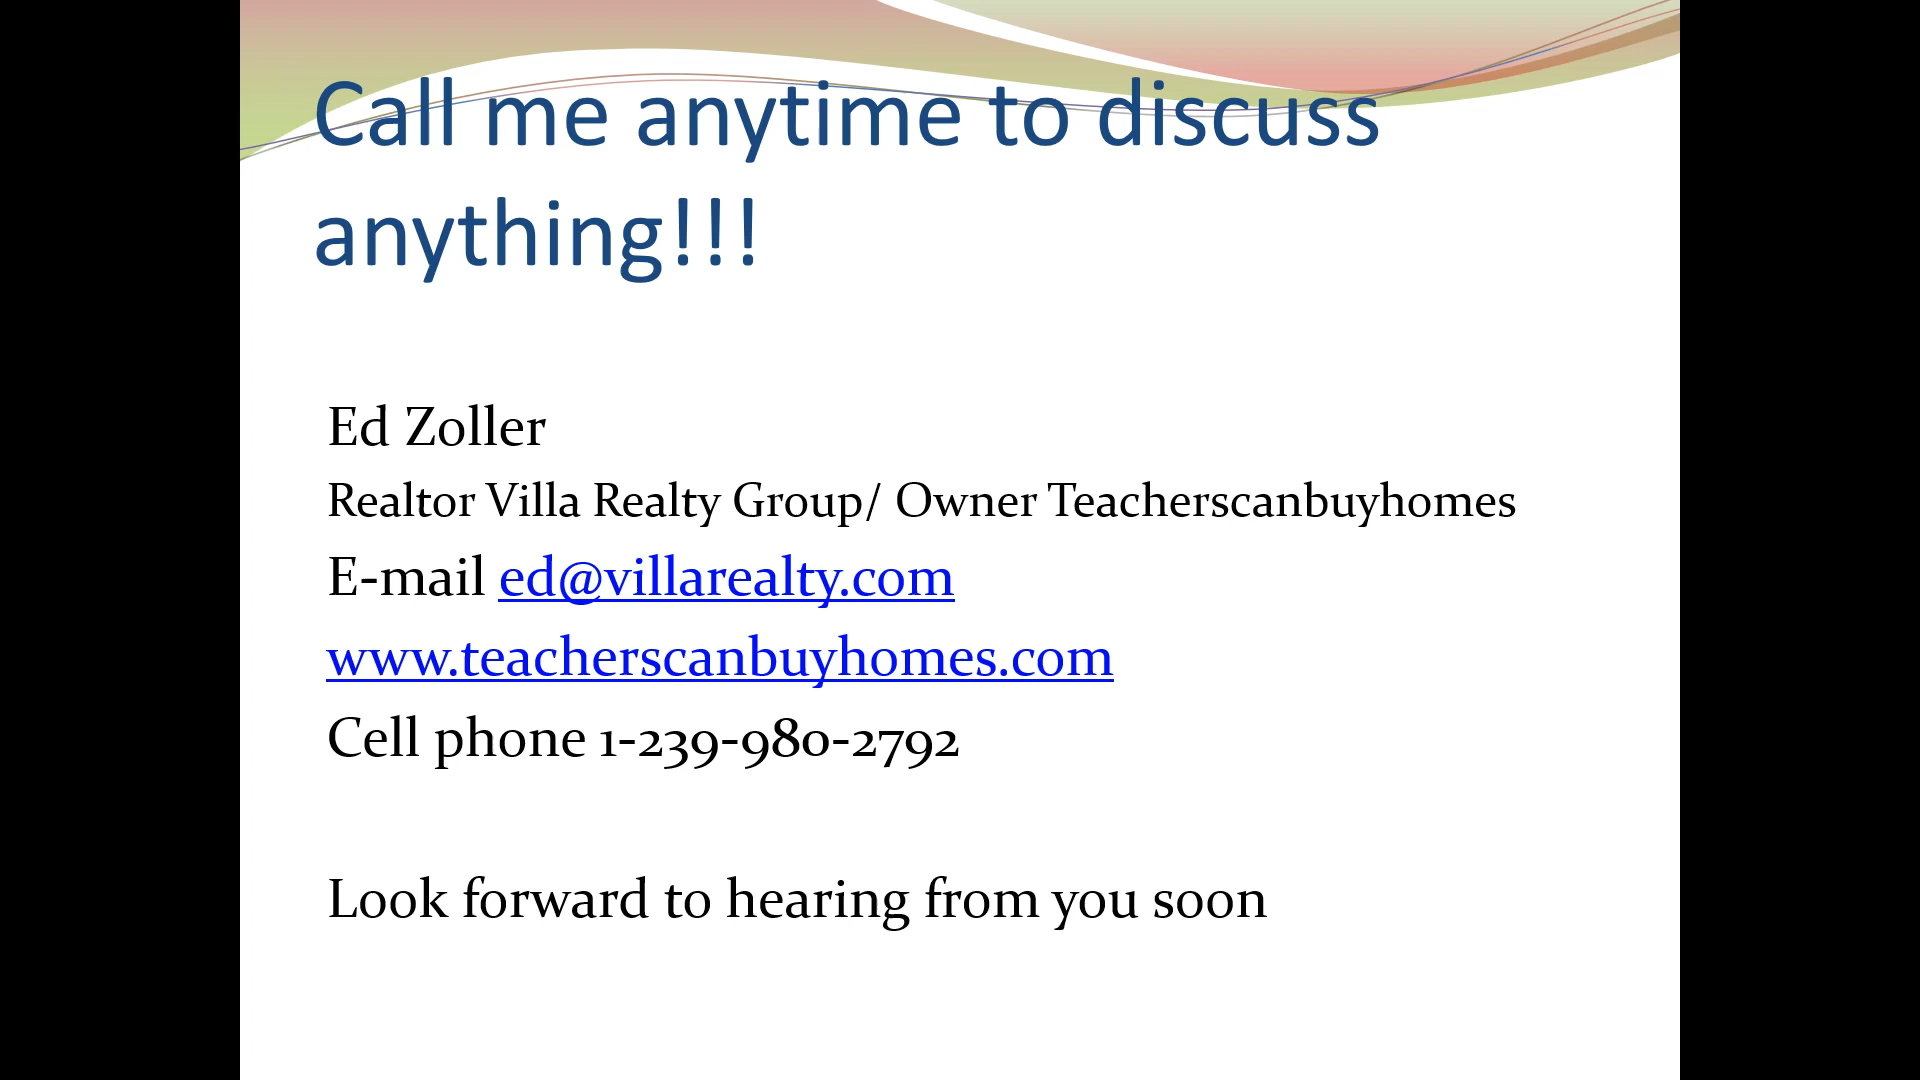 Call me anytime to discuss
anything!!!
Ed Zoller
Realtor Villa Realty Group/ Owner Teacherscanbuyhomes
E-mail ed@villarealty.com
www.teacherscanbuyhomes.com
Cell phone 1-239-980-2792
Look forward to hearing from you soon